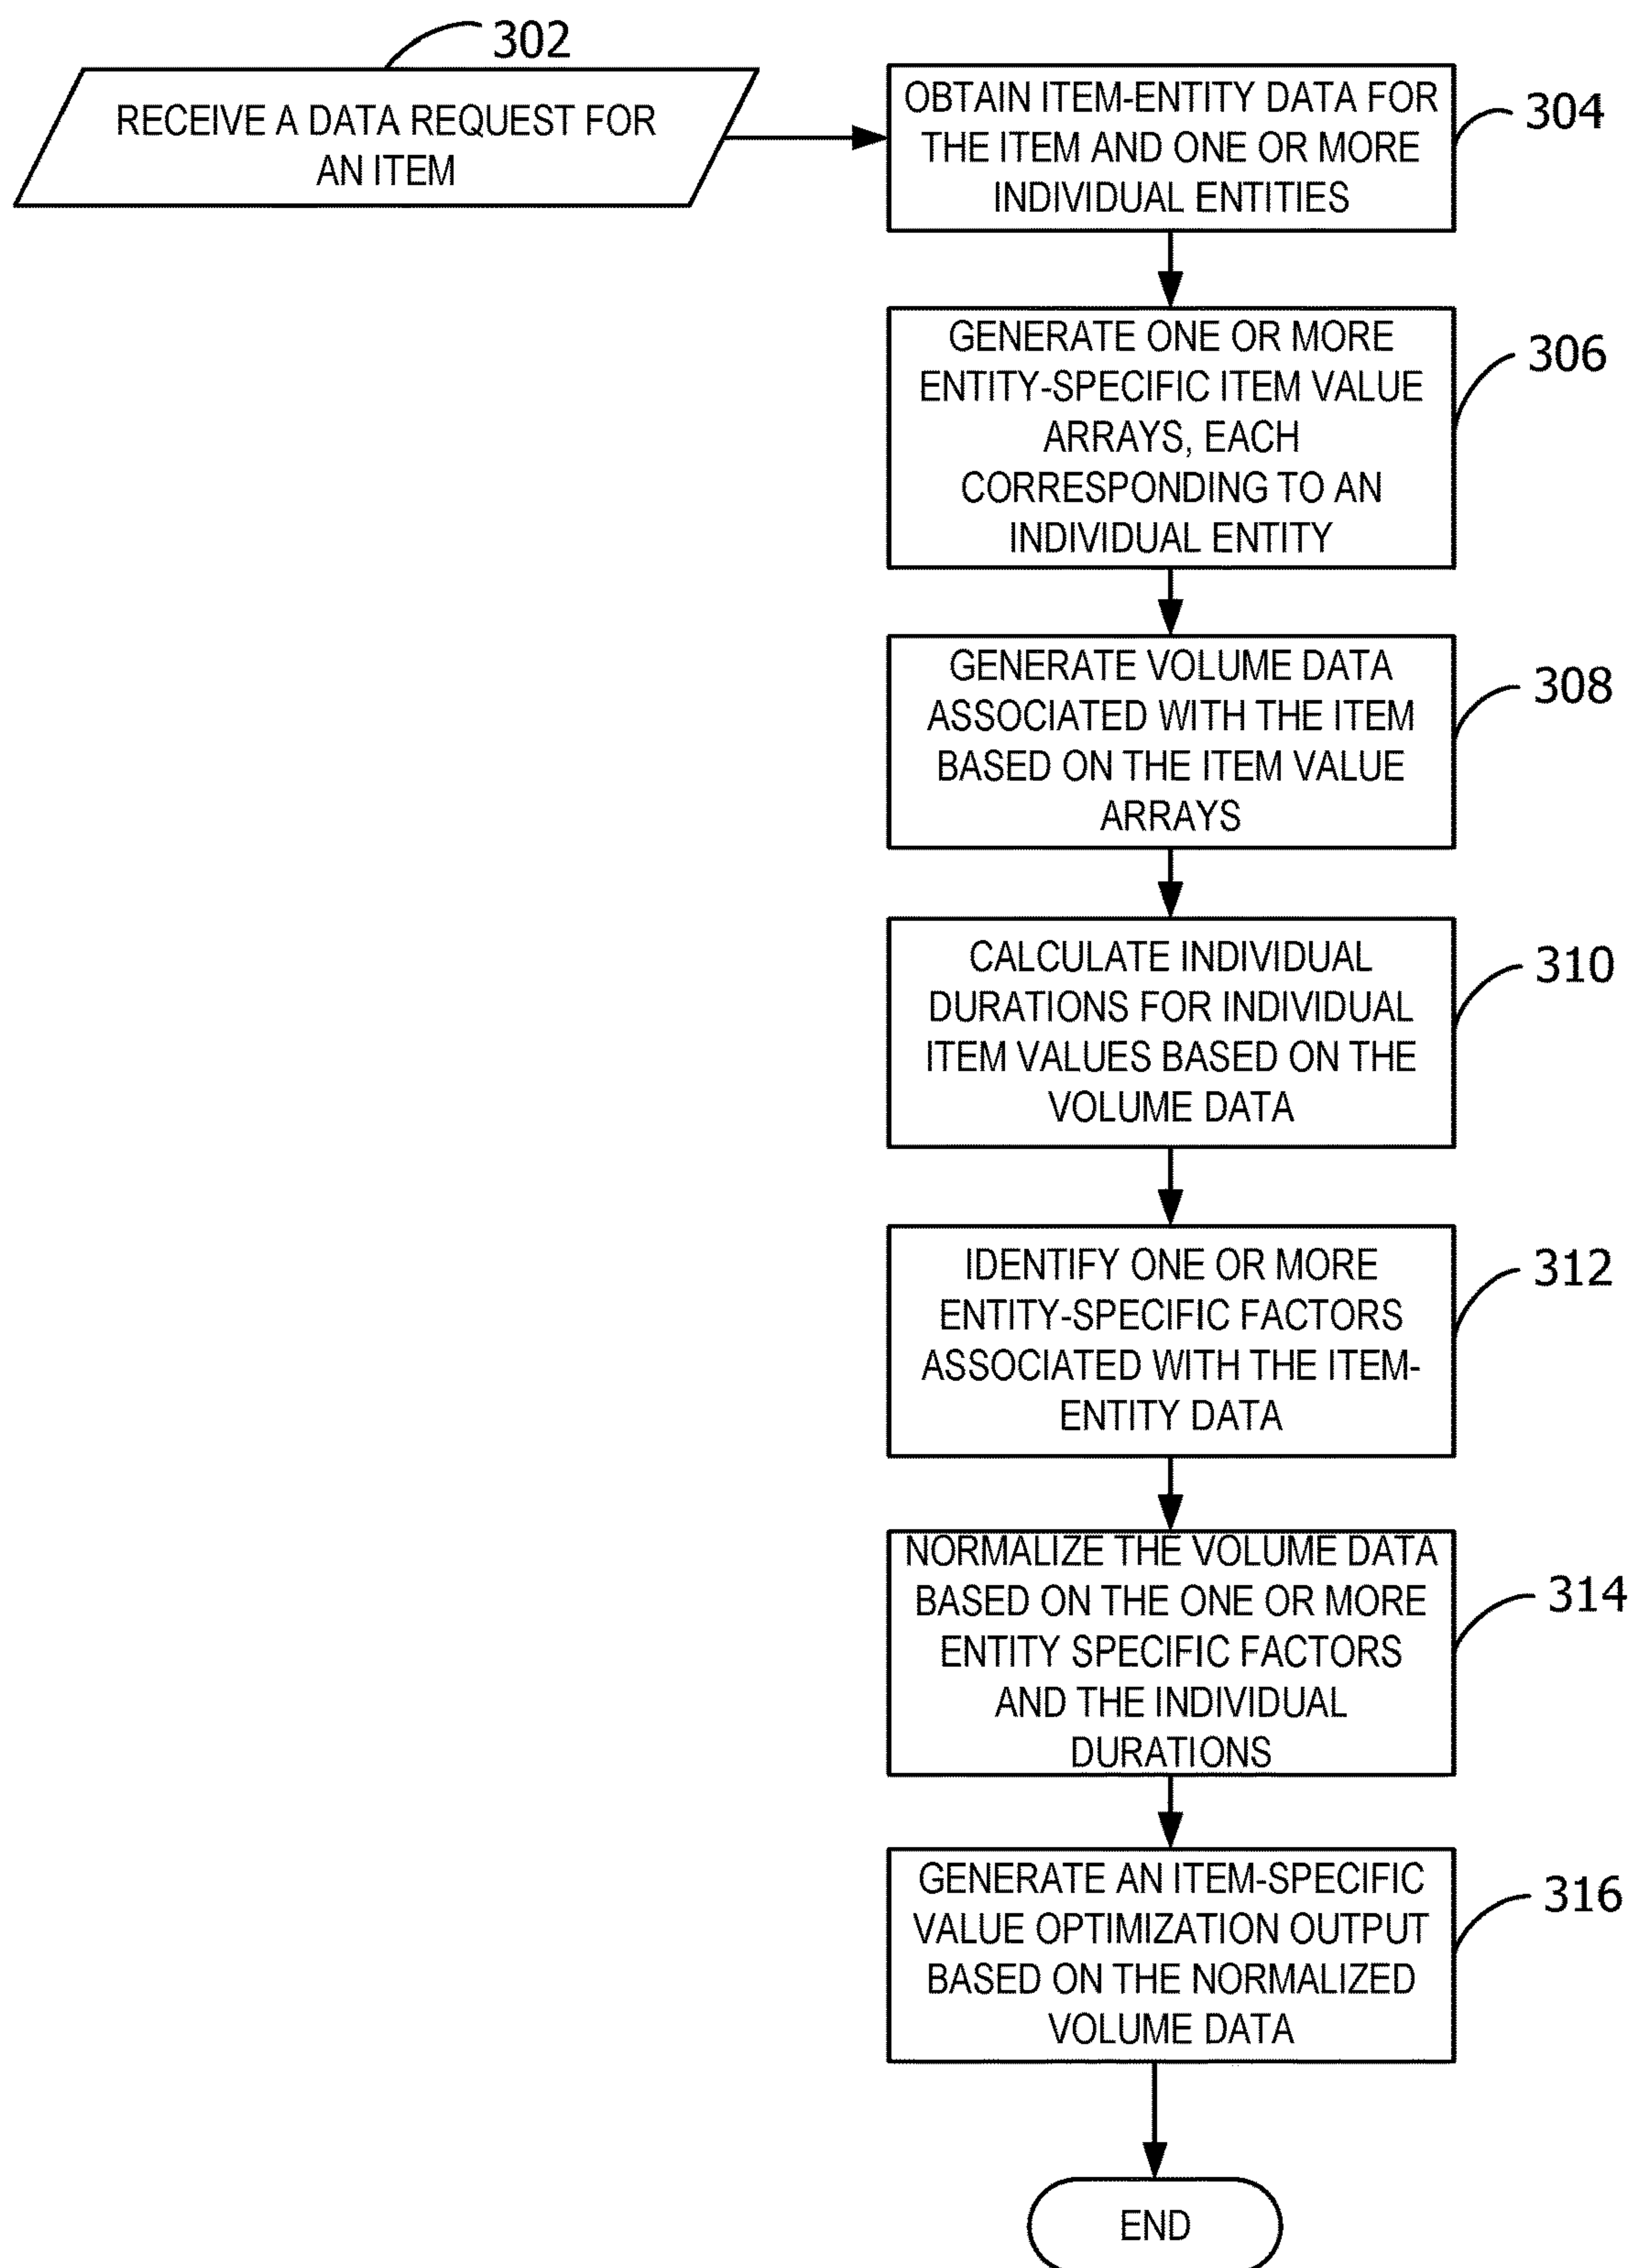 302
RECEIVE A DATA REQUEST FOR
AN ITEM
OBTAIN ITEM-ENTITY DATA FOR
THE ITEM AND ONE OR MORE
INDIVIDUAL ENTITIES
304
GENERATE ONE OR MORE
ENTITY-SPECIFIC ITEM VALUE
ARRAYS, EACH
CORRESPONDING TO AN
INDIVIDUAL ENTITY
306
GENERATE VOLUME DATA
ASSOCIATED WITH THE ITEM
BASED ON THE ITEM VALUE
ARRAYS
308
CALCULATE INDIVIDUAL
DURATIONS FOR INDIVIDUAL
ITEM VALUES BASED ON THE
VOLUME DATA
310
IDENTIFY ONE OR MORE
ENTITY-SPECIFIC FACTORS
ASSOCIATED WITH THE ITEM-
ENTITY DATA
312
NORMALIZE THE VOLUME DATA
BASED ON THE ONE OR MORE
ENTITY SPECIFIC FACTORS
AND THE INDIVIDUAL
DURATIONS
314
GENERATE AN ITEM-SPECIFIC
VALUE OPTIMIZATION OUTPUT
BASED ON THE NORMALIZED
VOLUME DATA
316
END